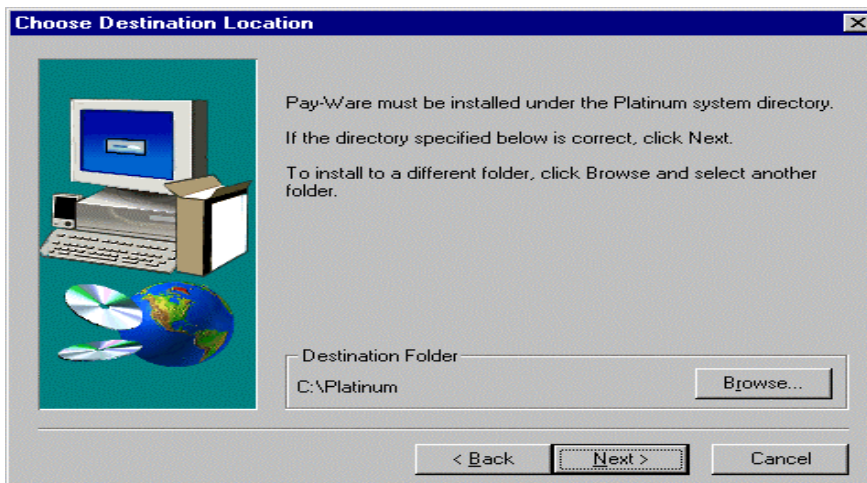 Choose Destination Location
Pay-Ware must be installed under the Platinum system directory.
If the directory specified below is correct, click Next.
To install to a different folder, click Browse and select another
folder.
Destination Folder
C:\Platinum
Browse...
< Back
Next >
Cancel